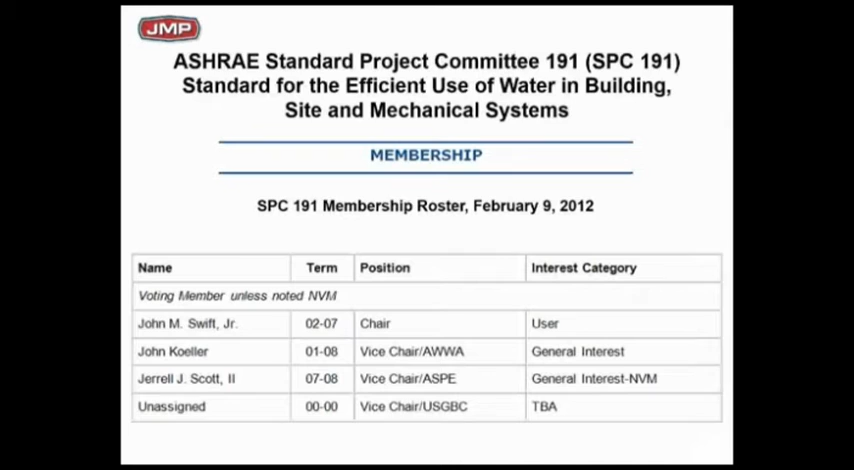 JMP
ASHRAE Standard Project Committee 191 (SPC 191)
Standard for the Efficient Use of Water in Building,
Site and Mechanical Systems
MEMBERSHIP
SPC 191 Membership Roster, February 9, 2012
Name Term Position Interest Category
Voting Member unless noted NVM
John M. Swift, Jr. 02-07 Chair User
John Koeller 01-08 Vice Chair/AWWA General Interest
Jerrell J. Scott, II 07-08 Vice Chair/ASPE General Interest-NVM
Unassigned 00-00 Vice Chair/USGBC TBA